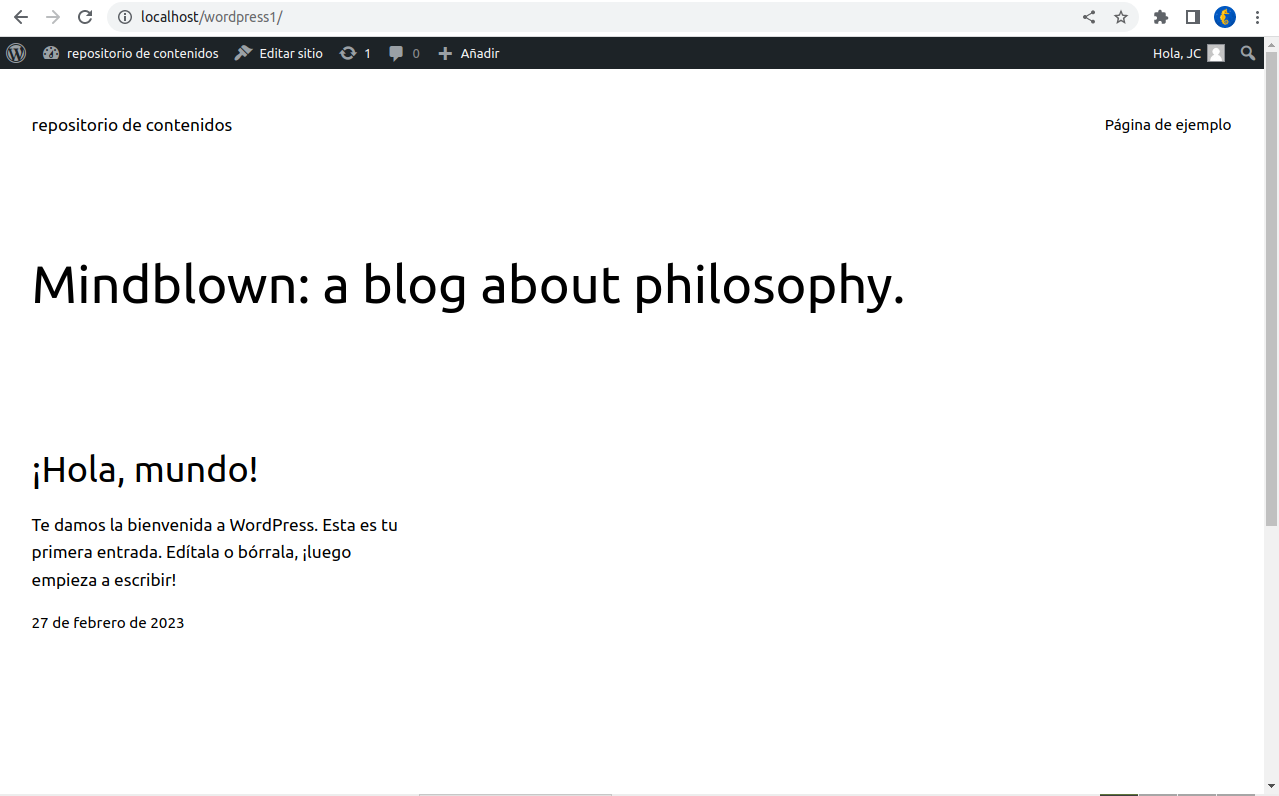 localhost/wordpress1/
repositorio de contenidos Editar sitio 1 0 Añadir Hola, JC
repositorio de contenidos Página de ejemplo
Mindblown: a blog about philosophy.
¡Hola, mundo!
Te damos la bienvenida a WordPress. Esta es tu
primera entrada. Edítala o bórrala, ¡luego
empieza a escribir!
27 de febrero de 2023